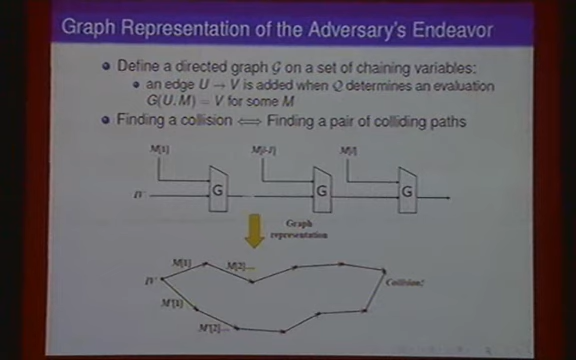 Graph Representation of the Adversary's Endeavor
Define a directed graph G on a set of chaining variables:
an edge U → V is added when Q determines an evaluation
G(U, M) = V for some M
Finding a collision ⟺ Finding a pair of colliding paths
M[1] M[l-1] M[l]
IV G G G
Graph
representation
M[1] M[2]...
IV Collision!
M'[1]
M'[2]...